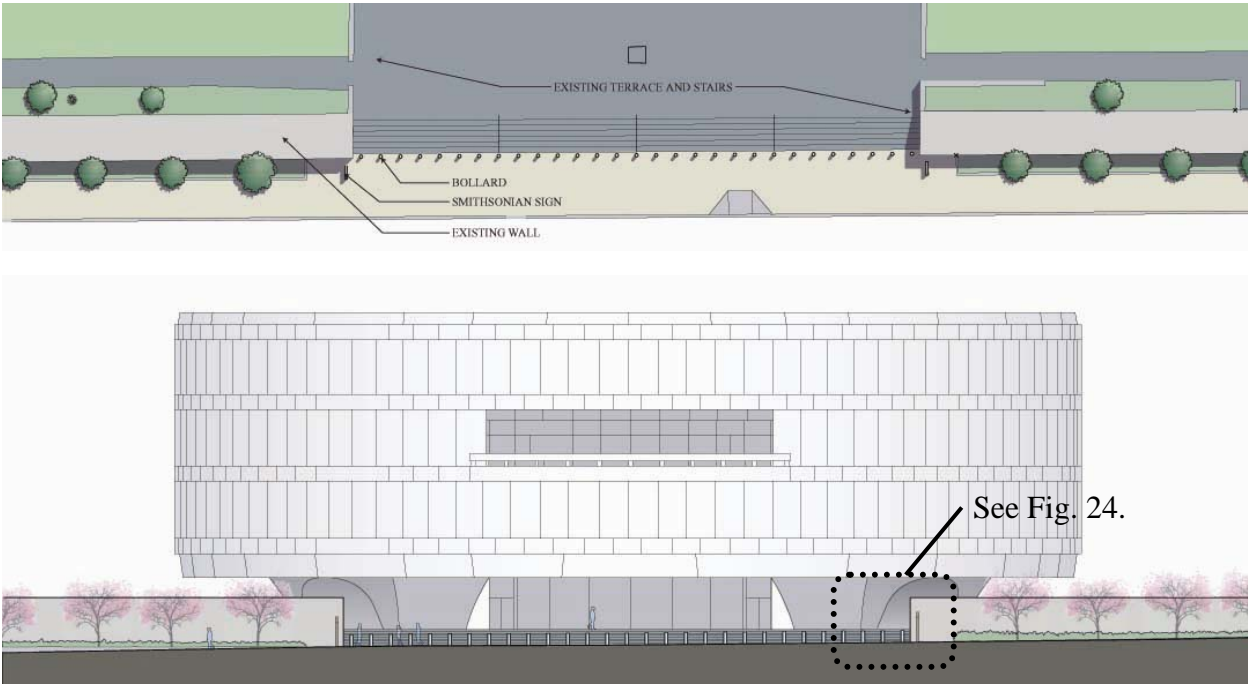 EXISTING TERRACE AND STAIRS
BOLLARD
SMITHSONIAN SIGN
EXISTING WALL
See Fig. 24.